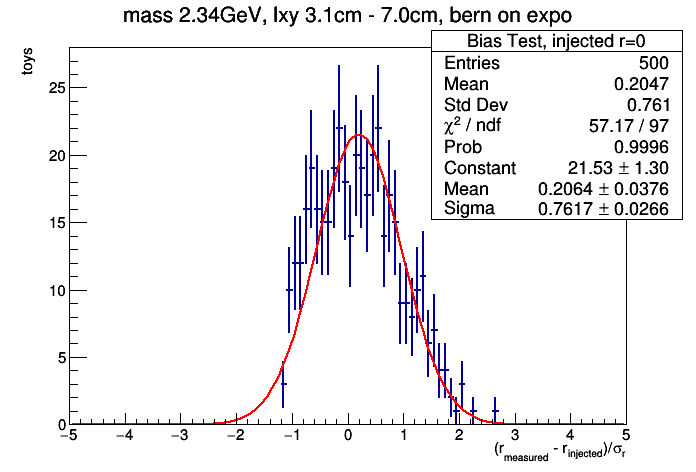 mass 2.34GeV, lxy 3.1cm - 7.0cm, bern on expo
toys
Bias Test, injected r=0
Entries 500
Mean 0.2047
Std Dev 0.761
χ² / ndf 57.17 / 97
Prob 0.9996
Constant 21.53 ± 1.30
Mean 0.2064 ± 0.0376
Sigma 0.7617 ± 0.0266
25
20
15
10
5
0
−5 −4 −3 −2 −1 0 1 2 3 4 5
(r_measured - r_injected)/σ_r